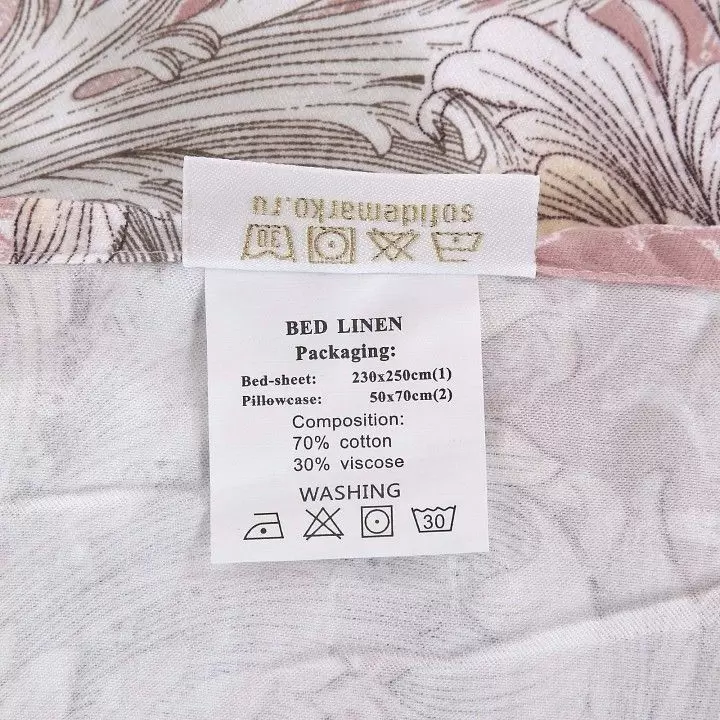 sofidemarko.ru
30
BED LINEN
Packaging:
Bed-sheet: 230x250cm(1)
Pillowcase: 50x70cm(2)
Composition:
70% cotton
30% viscose
WASHING
30